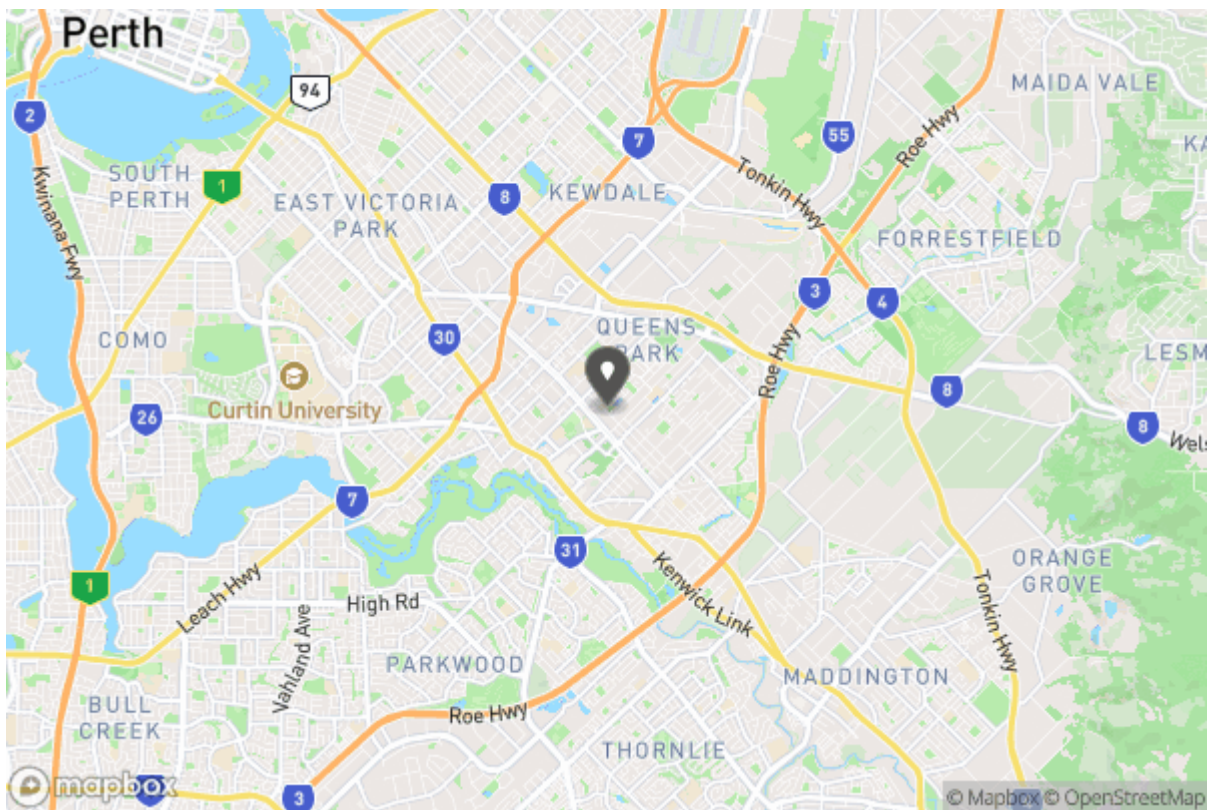 Perth
94
2
7
55
MAIDA VALE
Roe Hwy
SOUTH
PERTH
1
KEWDALE
Tonkin Hwy
8
EAST VICTORIA
PARK
Kwinana Fwy
FORRESTFIELD
3
4
COMO
30
QUEENS
PARK
Roe Hwy
LESM
Curtin University
26
8
8
Wels
7
31
1
Leach Hwy
High Rd
Kenwick Link
ORANGE
GROVE
Vahland Ave
PARKWOOD
Tonkin Hwy
MADDINGTON
BULL
CREEK
Roe Hwy
THORNLIE
mapbox
3
© Mapbox © OpenStreetMap